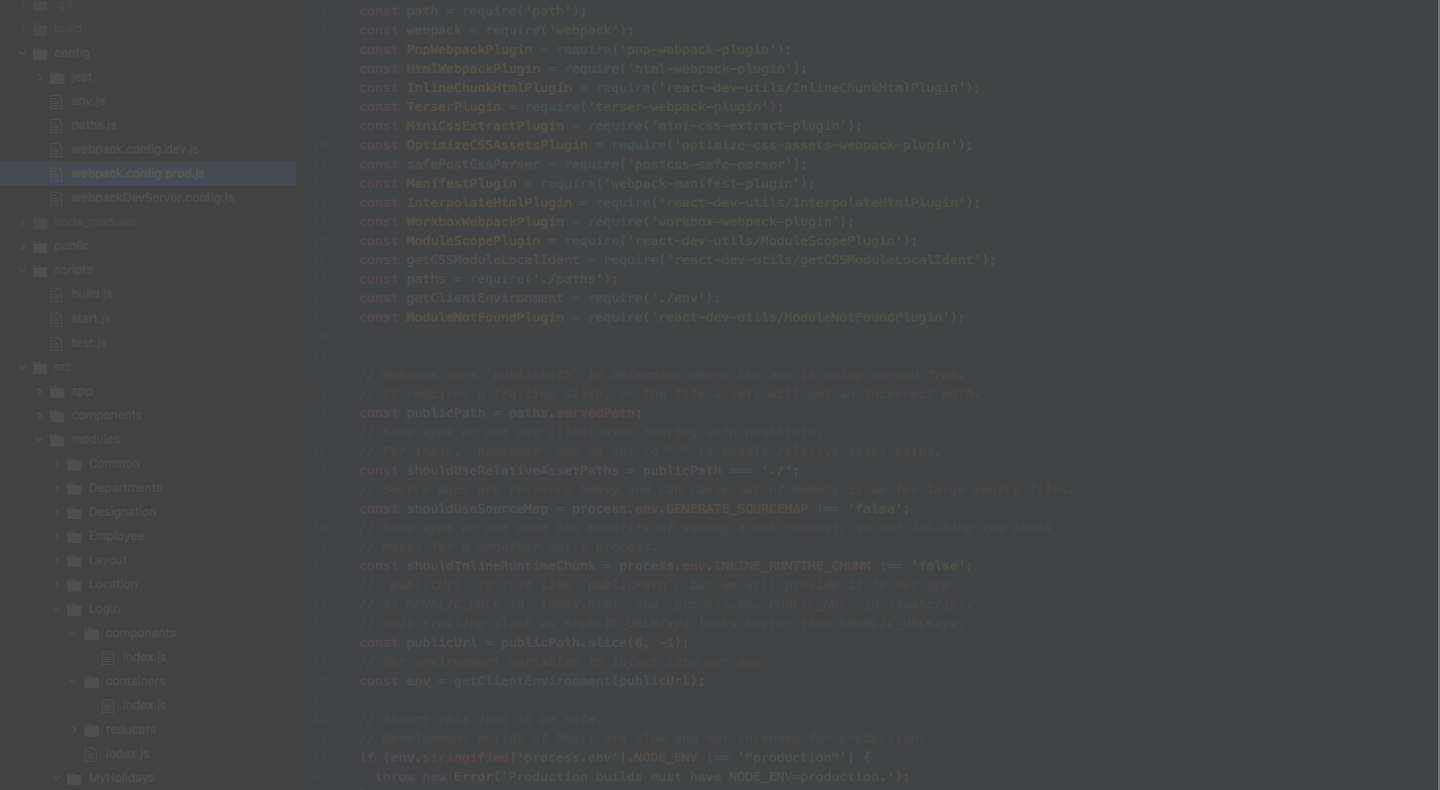 .git
build
config
jest
env.js
paths.js
webpack.config.dev.js
webpack.config.prod.js
webpackDevServer.config.js
node_modules
public
scripts
build.js
start.js
test.js
src
app
components
modules
Common
Departments
Designation
Employee
Layout
Location
Login
components
index.js
containers
index.js
reducers
index.js
MyHolidays
const path = require('path');
const webpack = require('webpack');
const PnpWebpackPlugin = require('pnp-webpack-plugin');
const HtmlWebpackPlugin = require('html-webpack-plugin');
const InlineChunkHtmlPlugin = require('react-dev-utils/InlineChunkHtmlPlugin');
const TerserPlugin = require('terser-webpack-plugin');
const MiniCssExtractPlugin = require('mini-css-extract-plugin');
const OptimizeCSSAssetsPlugin = require('optimize-css-assets-webpack-plugin');
const safePostCssParser = require('postcss-safe-parser');
const ManifestPlugin = require('webpack-manifest-plugin');
const InterpolateHtmlPlugin = require('react-dev-utils/InterpolateHtmlPlugin');
const WorkboxWebpackPlugin = require('workbox-webpack-plugin');
const ModuleScopePlugin = require('react-dev-utils/ModuleScopePlugin');
const getCSSModuleLocalIdent = require('react-dev-utils/getCSSModuleLocalIdent');
const paths = require('./paths');
const getClientEnvironment = require('./env');
const ModuleNotFoundPlugin = require('react-dev-utils/ModuleNotFoundPlugin');
// Webpack uses `publicPath` to determine where the app is being served from.
// It requires a trailing slash, or the file assets will get an incorrect path.
const publicPath = paths.servedPath;
// Some apps do not use client-side routing with pushState.
// For these, "homepage" can be set to "." to enable relative asset paths.
const shouldUseRelativeAssetPaths = publicPath === './';
// Source maps are resource heavy and can cause out of memory issue for large source files.
const shouldUseSourceMap = process.env.GENERATE_SOURCEMAP !== 'false';
// Some apps do not need the benefits of saving a web request, so not inlining the chunk
// makes for a smoother build process.
const shouldInlineRuntimeChunk = process.env.INLINE_RUNTIME_CHUNK !== 'false';
// `publicUrl` is just like `publicPath`, but we will provide it to our app
// as %PUBLIC_URL% in `index.html` and `process.env.PUBLIC_URL` in JavaScript.
// Omit trailing slash as %PUBLIC_URL%/xyz looks better than %PUBLIC_URL%xyz.
const publicUrl = publicPath.slice(0, -1);
// Get environment variables to inject into our app.
const env = getClientEnvironment(publicUrl);
// Assert this just to be safe.
// Development builds of React are slow and not intended for production.
if (env.stringified['process.env'].NODE_ENV !== '"production"') {
throw new Error('Production builds must have NODE_ENV=production.');